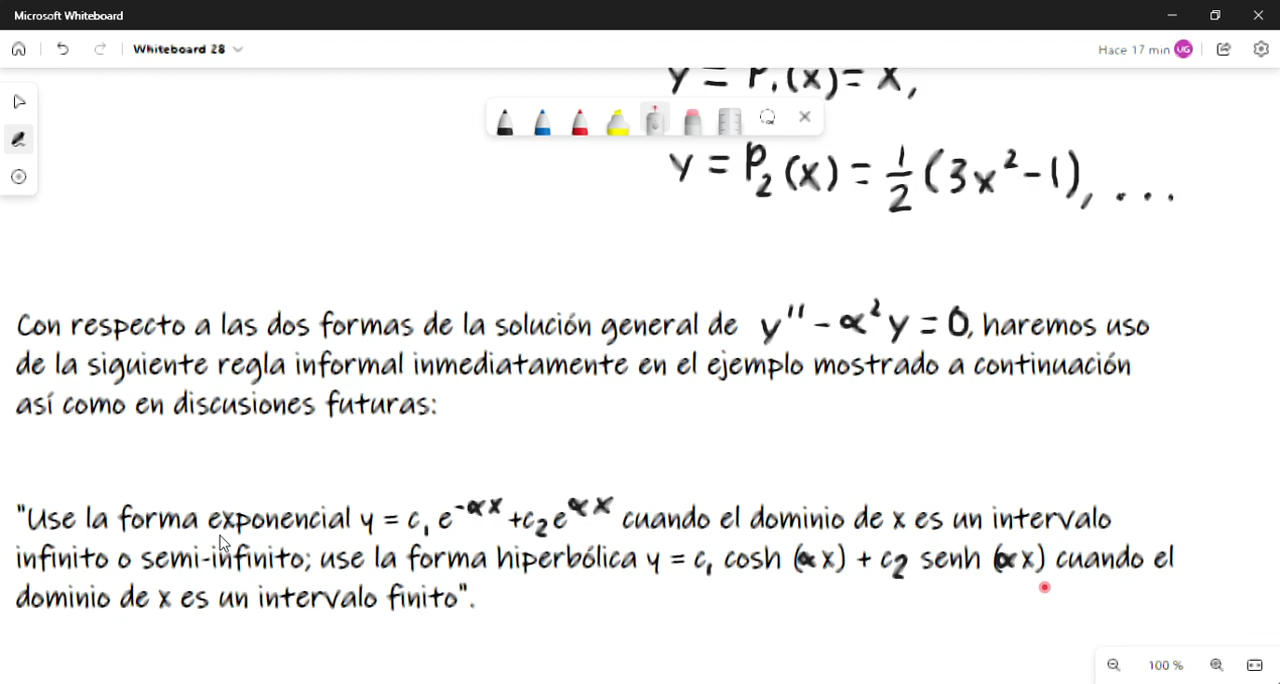 Microsoft Whiteboard
Whiteboard 28
Hace 17 min UG
y = P₁(x) = x,
y = P₂(x) = 1/2 (3x² - 1), ...
Con respecto a las dos formas de la solución general de y'' - α²y = 0, haremos uso
de la siguiente regla informal inmediatamente en el ejemplo mostrado a continuación
así como en discusiones futuras:
"Use la forma exponencial y = c₁ e^(-αx) + c₂ e^(αx) cuando el dominio de x es un intervalo
infinito o semi-infinito; use la forma hiperbólica y = c₁ cosh (αx) + c₂ senh (αx) cuando el
dominio de x es un intervalo finito".
100 %